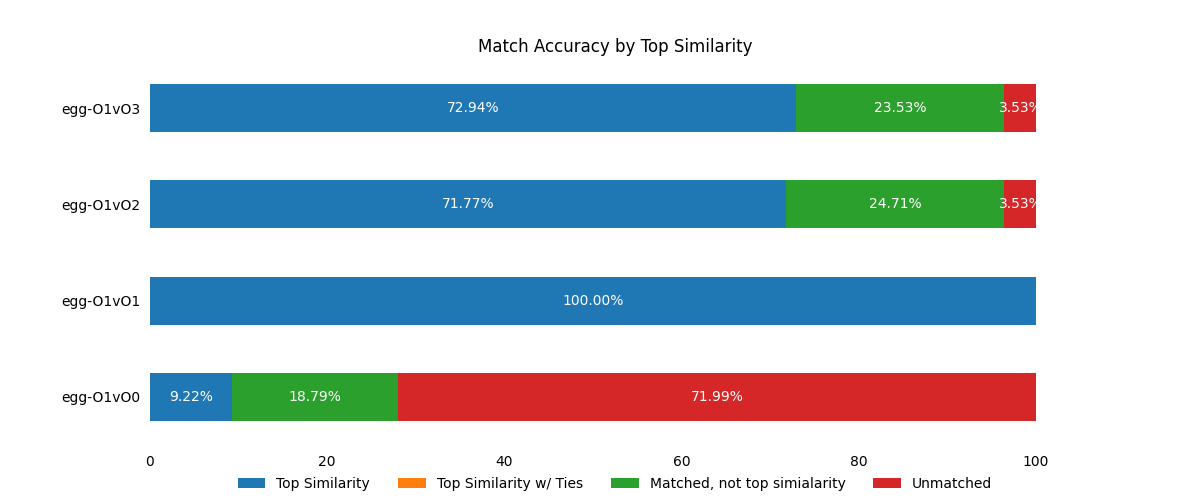 Match Accuracy by Top Similarity
egg-O1vO3 72.94% 23.53% 3.53%
egg-O1vO2 71.77% 24.71% 3.53%
egg-O1vO1 100.00%
egg-O1vO0 9.22% 18.79% 71.99%
0 20 40 60 80 100
Top Similarity Top Similarity w/ Ties Matched, not top simialarity Unmatched